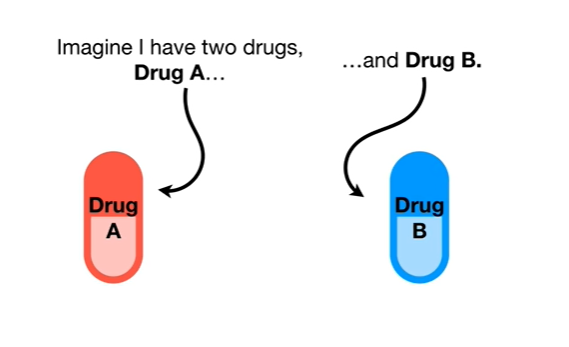 Imagine I have two drugs,
Drug A…
…and Drug B.
Drug
A
Drug
B